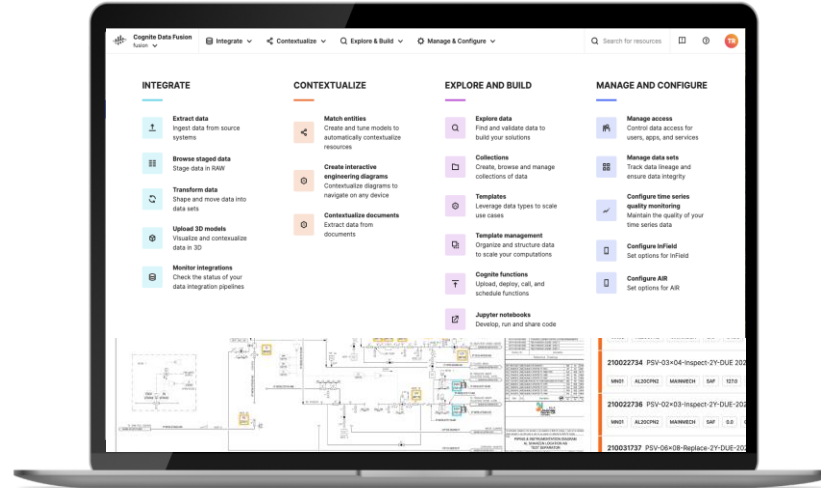 Cognite Data Fusion
fusion
Integrate
Contextualize
Explore & Build
Manage & Configure
Search for resources
TR
INTEGRATE
Extract data
Ingest data from source
systems
Browse staged data
Stage data in RAW
Transform data
Shape and move data into
data sets
Upload 3D models
Visualize and contexualize
data in 3D
Monitor integrations
Check the status of your
data integration pipelines
CONTEXTUALIZE
Match entities
Create and tune models to
automatically contextualize
resources
Create interactive
engineering diagrams
Contextualize diagrams to
navigate on any device
Contextualize documents
Extract data from
documents
EXPLORE AND BUILD
Explore data
Find and validate data to
build your solutions
Collections
Create, browse and manage
collections of data
Templates
Leverage data types to scale
use cases
Template management
Organize and structure data
to scale your computations
Cognite functions
Upload, deploy, call, and
schedule functions
Jupyter notebooks
Develop, run and share code
MANAGE AND CONFIGURE
Manage access
Control data access for
users, apps, and services
Manage data sets
Track data lineage and
ensure data integrity
Configure time series
quality monitoring
Maintain the quality of your
time series data
Configure InField
Set options for InField
Configure AIR
Set options for AIR
210022734 PSV-03×04-Inspect-2Y-DUE 202
MN01 AL20CPN2 MAINMECH SAF 127.0
210022736 PSV-02×03-Inspect-2Y-DUE-202
MN01 AL20CPN2 MAINMECH SAF 0.0
210031737 PSV-06×08-Replace-2Y-DUE-202
PIPING & INSTRUMENTATION DIAGRAM
TEST SEPARATOR